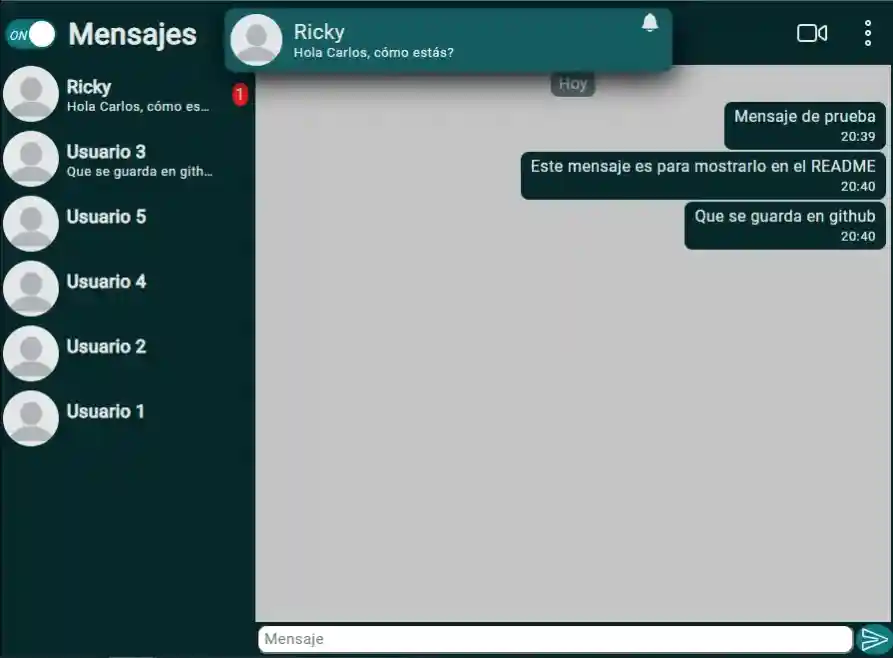 ON
Mensajes
Ricky
Hola Carlos, cómo es...
1
Usuario 3
Que se guarda en gith...
Usuario 5
Usuario 4
Usuario 2
Usuario 1
Ricky
Hola Carlos, cómo estás?
Hoy
Mensaje de prueba
20:39
Este mensaje es para mostrarlo en el README
20:40
Que se guarda en github
20:40
Mensaje